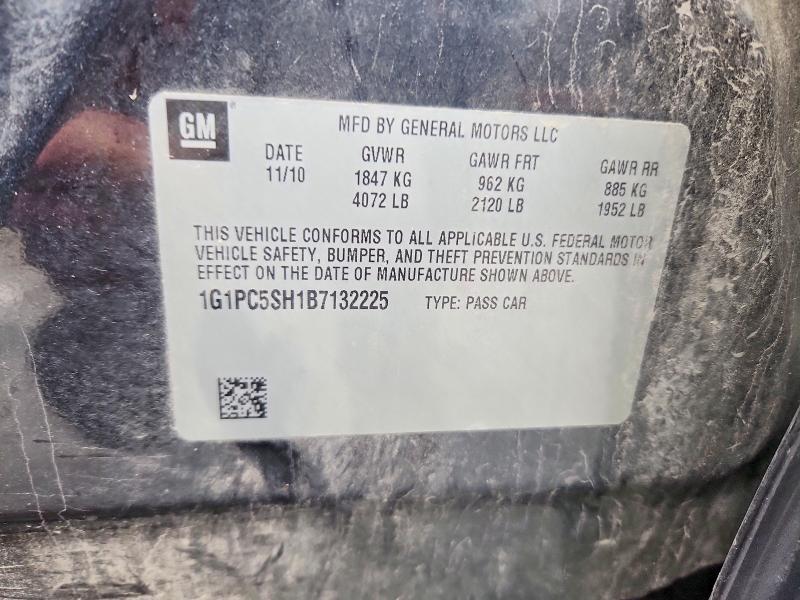 GM
MFD BY GENERAL MOTORS LLC
DATE GVWR GAWR FRT GAWR RR
11/10 1847 KG 962 KG 885 KG
4072 LB 2120 LB 1952 LB
THIS VEHICLE CONFORMS TO ALL APPLICABLE U.S. FEDERAL MOTOR
VEHICLE SAFETY, BUMPER, AND THEFT PREVENTION STANDARDS IN
EFFECT ON THE DATE OF MANUFACTURE SHOWN ABOVE.
1G1PC5SH1B7132225 TYPE: PASS CAR